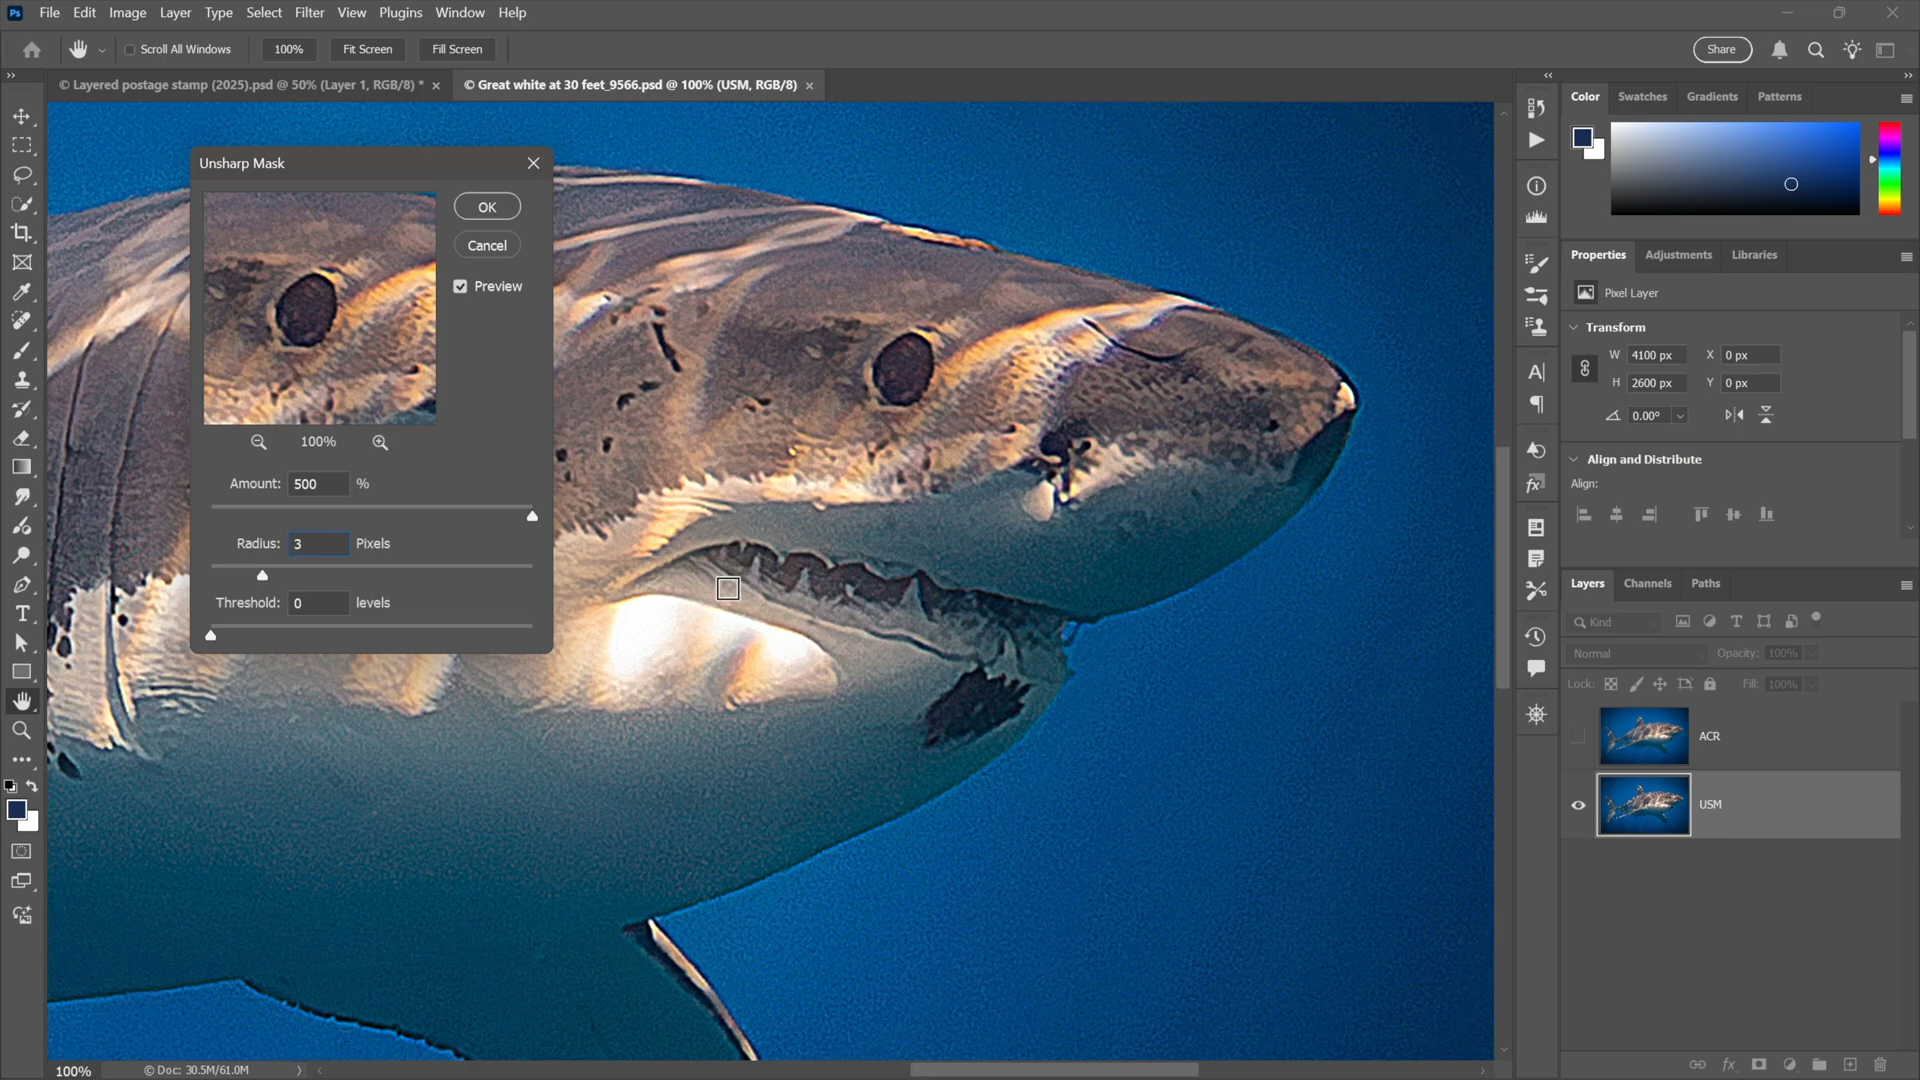 Ps File Edit Image Layer Type Select Filter View Plugins Window Help
Scroll All Windows 100% Fit Screen Fill Screen Share
© Layered postage stamp (2025).psd @ 50% (Layer 1, RGB/8) * × © Great white at 30 feet_9566.psd @ 100% (USM, RGB/8) ×
Unsharp Mask
OK
Cancel
Preview
100%
Amount: 500 %
Radius: 3 Pixels
Threshold: 0 levels
Color Swatches Gradients Patterns
Properties Adjustments Libraries
Pixel Layer
Transform
W 4100 px X 0 px
H 2600 px Y 0 px
0.00°
Align and Distribute
Align:
Layers Channels Paths
Kind
Normal Opacity: 100%
Lock: Fill: 100%
ACR
USM
100% © Doc: 30.5M/61.0M